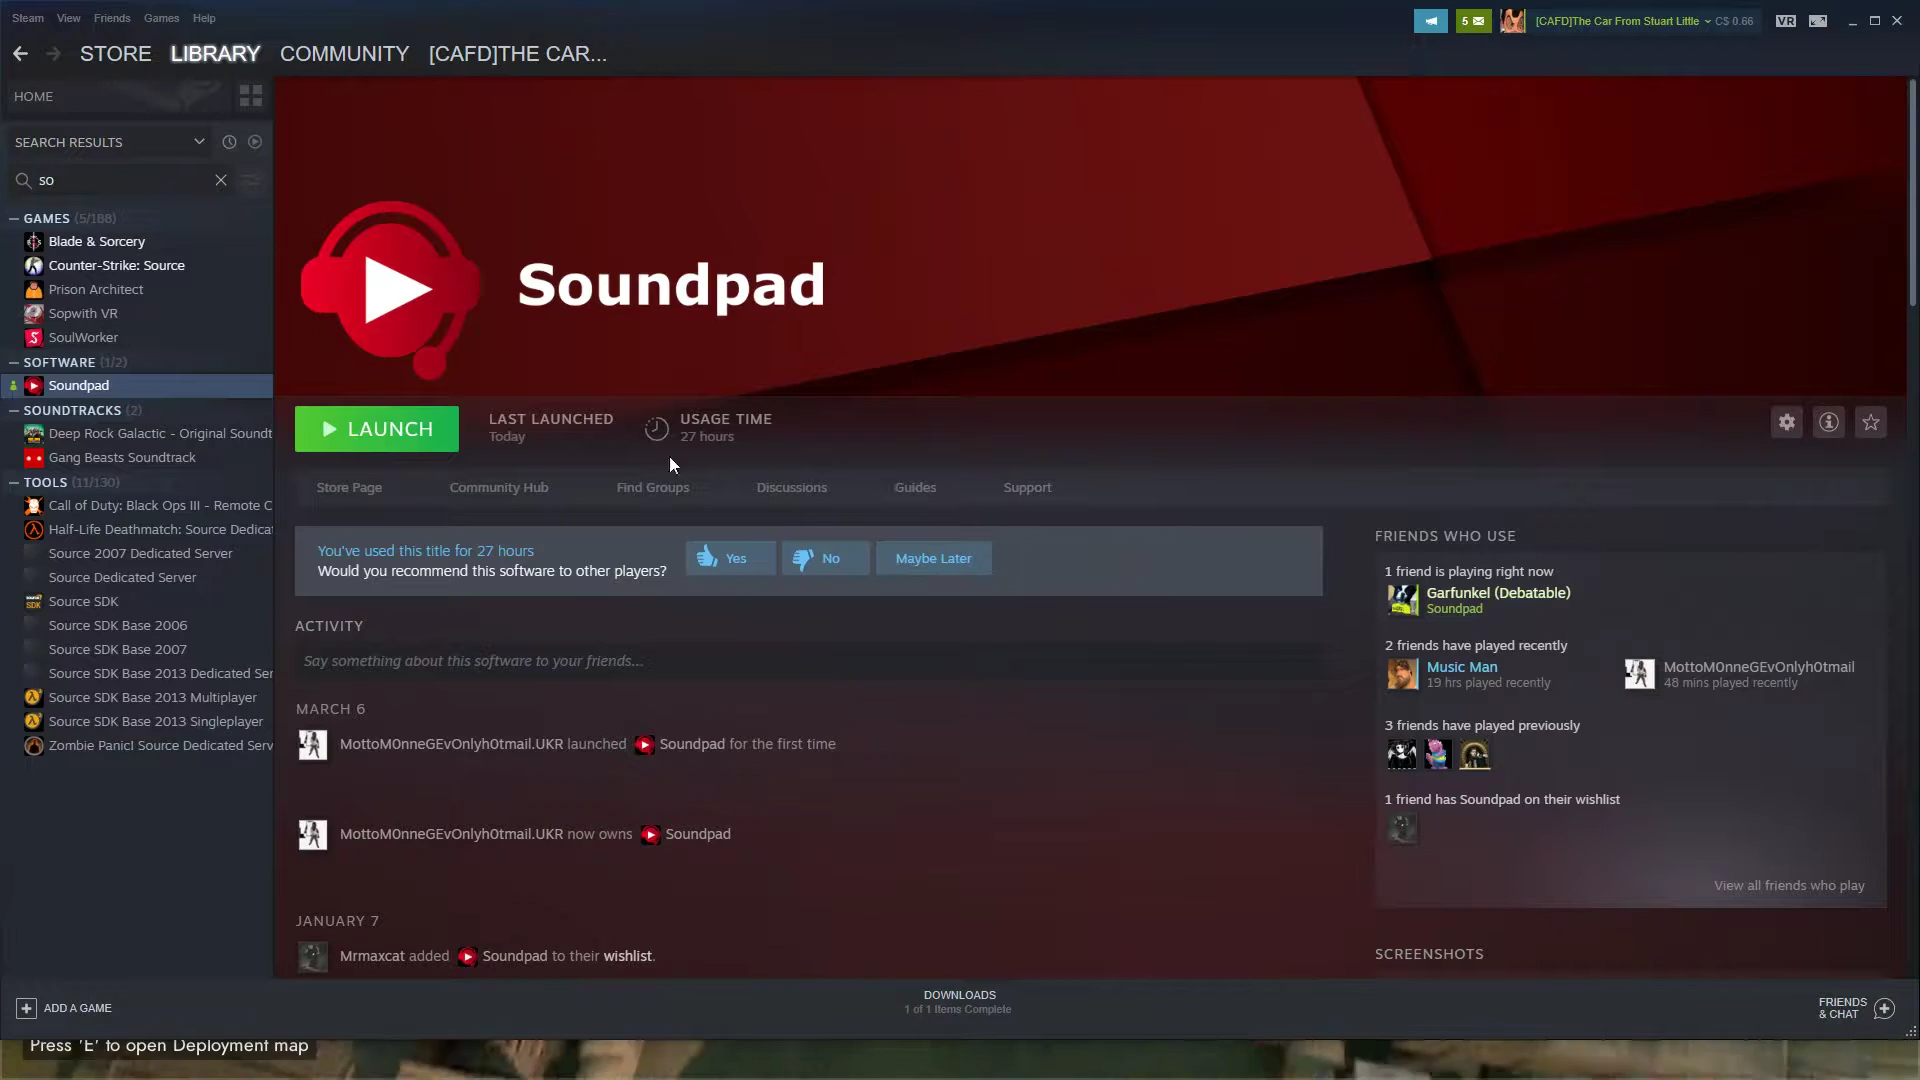 Steam View Friends Games Help
5 [CAFD]The Car From Stuart Little C$ 0.66 VR
STORE LIBRARY COMMUNITY [CAFD]THE CAR...
HOME
SEARCH RESULTS
so
GAMES (5/188)
Blade & Sorcery
Counter-Strike: Source
Prison Architect
Sopwith VR
SoulWorker
SOFTWARE (1/2)
Soundpad
SOUNDTRACKS (2)
Deep Rock Galactic - Original Soundt
Gang Beasts Soundtrack
TOOLS (11/130)
Call of Duty: Black Ops III - Remote C
Half-Life Deathmatch: Source Dedicat
Source 2007 Dedicated Server
Source Dedicated Server
Source SDK
Source SDK Base 2006
Source SDK Base 2007
Source SDK Base 2013 Dedicated Ser
Source SDK Base 2013 Multiplayer
Source SDK Base 2013 Singleplayer
Zombie Panic! Source Dedicated Serv
Soundpad
LAUNCH
LAST LAUNCHED
Today
USAGE TIME
27 hours
Store Page Community Hub Find Groups Discussions Guides Support
You've used this title for 27 hours
Would you recommend this software to other players?
Yes No Maybe Later
ACTIVITY
Say something about this software to your friends...
MARCH 6
MottoM0nneGEvOnlyh0tmail.UKR launched Soundpad for the first time
MottoM0nneGEvOnlyh0tmail.UKR now owns Soundpad
JANUARY 7
Mrmaxcat added Soundpad to their wishlist.
FRIENDS WHO USE
1 friend is playing right now
Garfunkel (Debatable)
Soundpad
2 friends have played recently
Music Man
19 hrs played recently
MottoM0nneGEvOnlyh0tmail
48 mins played recently
3 friends have played previously
1 friend has Soundpad on their wishlist
View all friends who play
SCREENSHOTS
ADD A GAME
DOWNLOADS
1 of 1 Items Complete
FRIENDS
& CHAT
Press 'E' to open Deployment map